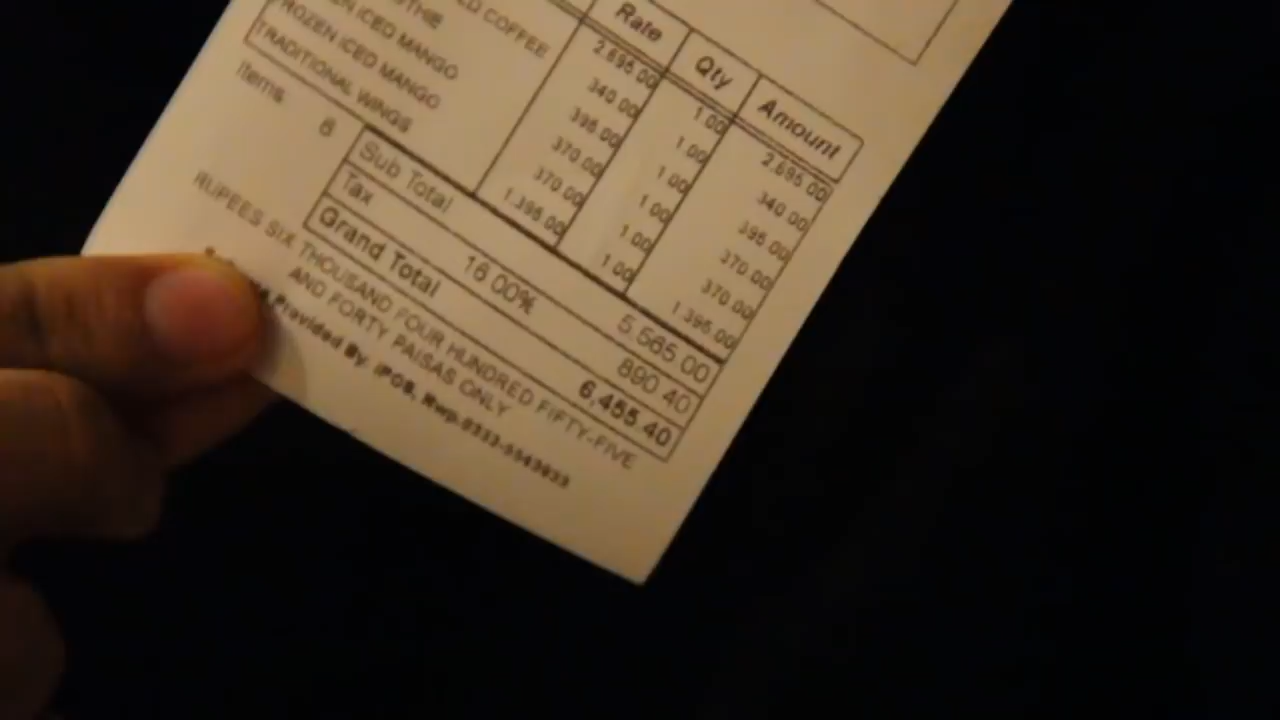 Rate Qty Amount
2,695.00 1.00 2,695.00
COFFEE 340.00 1.00 340.00
395.00 1.00 395.00
ICED MANGO 370.00 1.00 370.00
FROZEN ICED MANGO 370.00 1.00 370.00
TRADITIONAL WINGS 1,395.00 1.00 1,395.00
Items 6
Sub Total 5,565.00
Tax 16.00% 890.40
Grand Total 6,455.40
RUPEES SIX THOUSAND FOUR HUNDRED FIFTY-FIVE
AND FORTY PAISAS ONLY
Provided By, iPOS, Rwp.